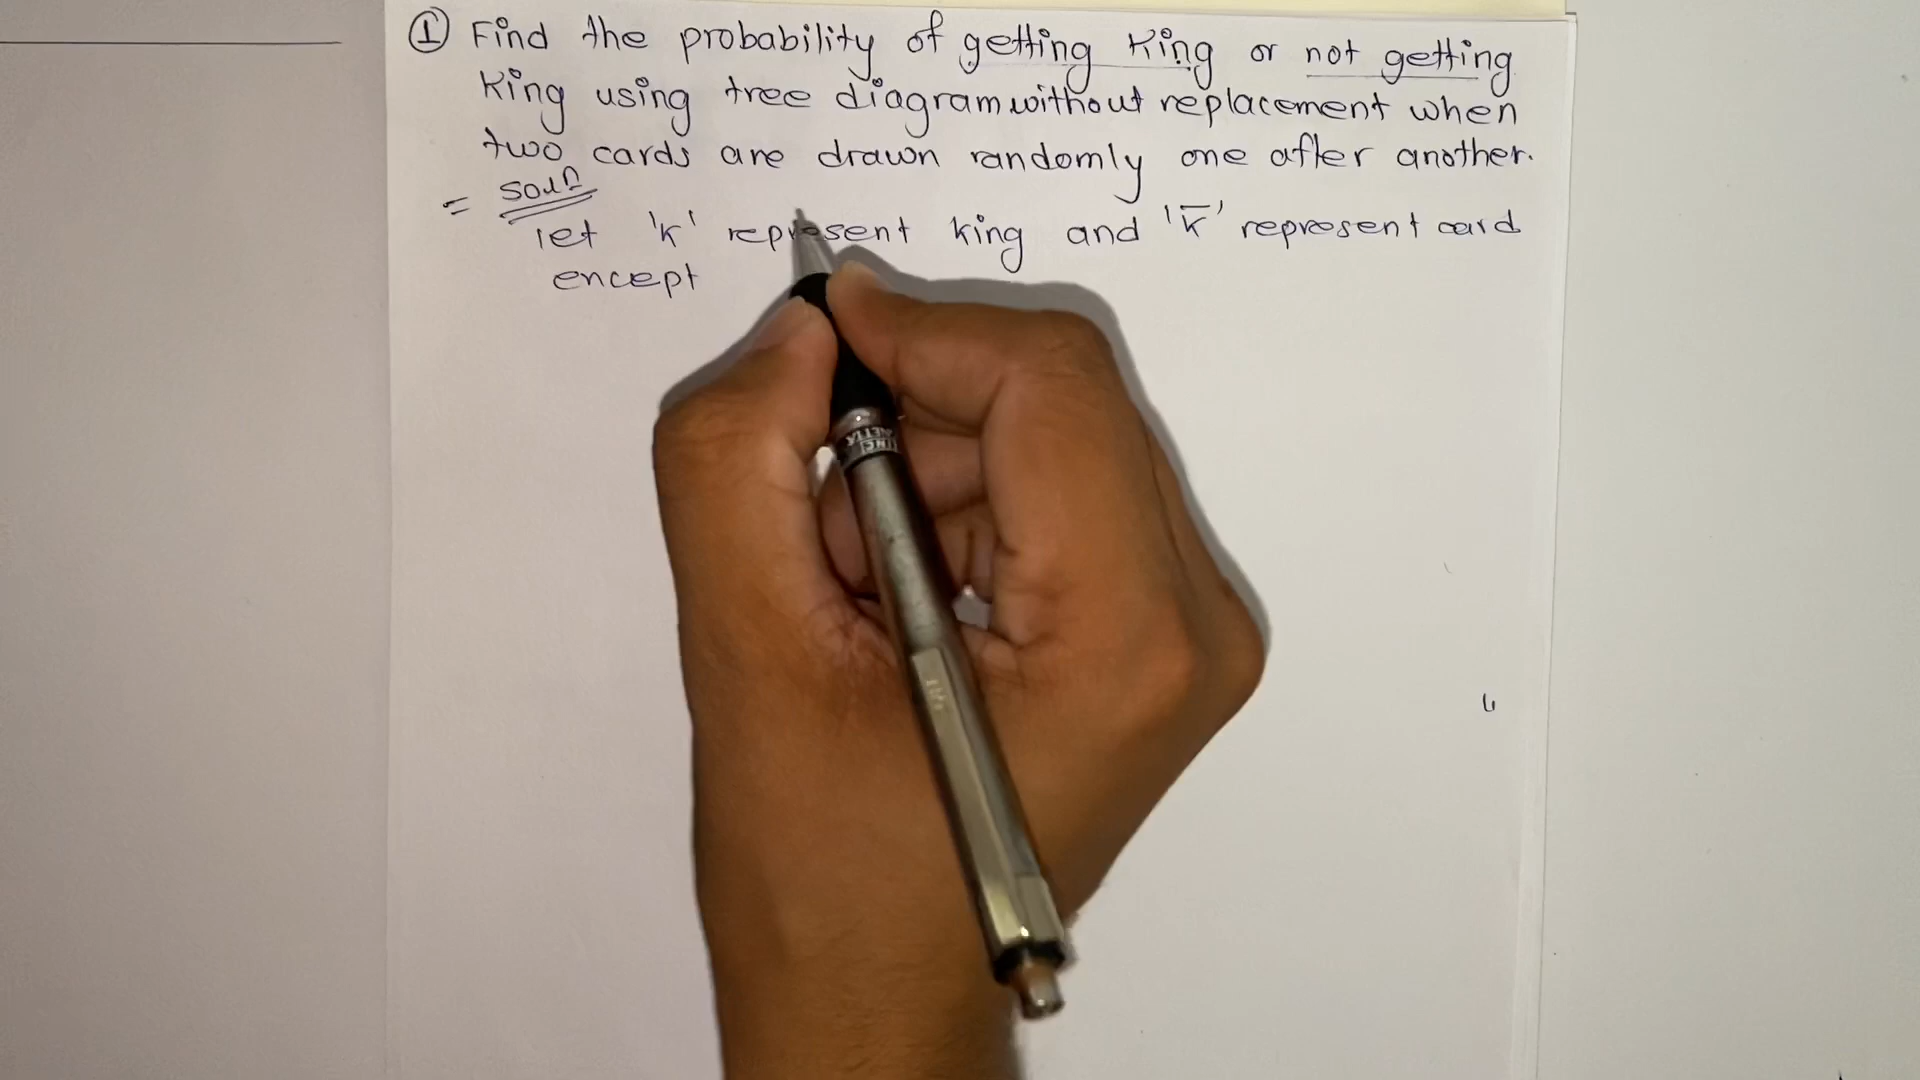 ① Find the probability of getting King or not getting
King using tree diagram without replacement when
two cards are drawn randomly one after another.
= Solⁿ
let 'K' represent king and 'K̅' represent card
encept